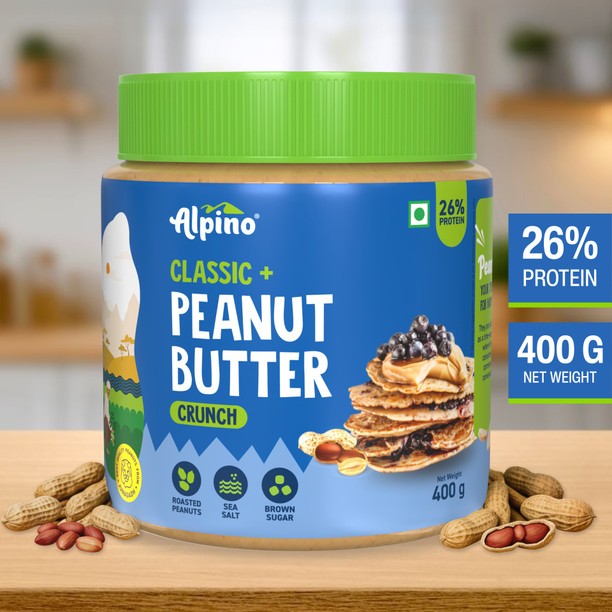 Alpino®
26%
PROTEIN
CLASSIC +
PEANUT
BUTTER
CRUNCH
ROASTED
PEANUTS
SEA
SALT
BROWN
SUGAR
Net Weight
400 g
26%
PROTEIN
400 G
NET WEIGHT